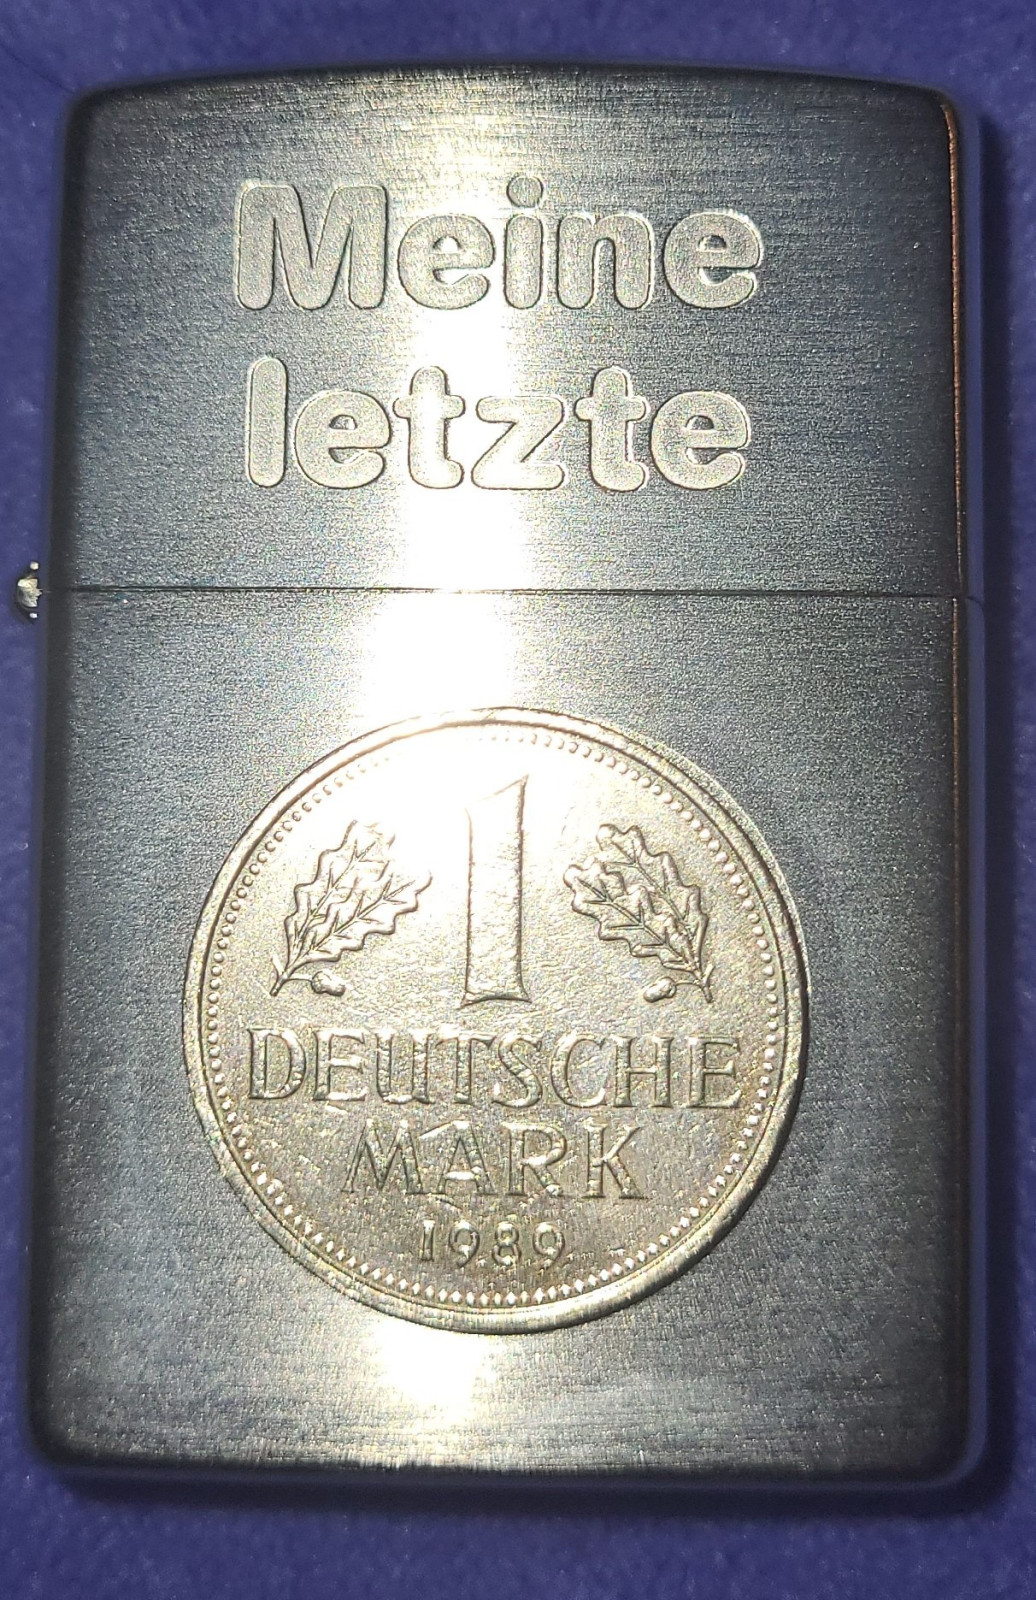 Meine
letzte
1
DEUTSCHE
MARK
1989